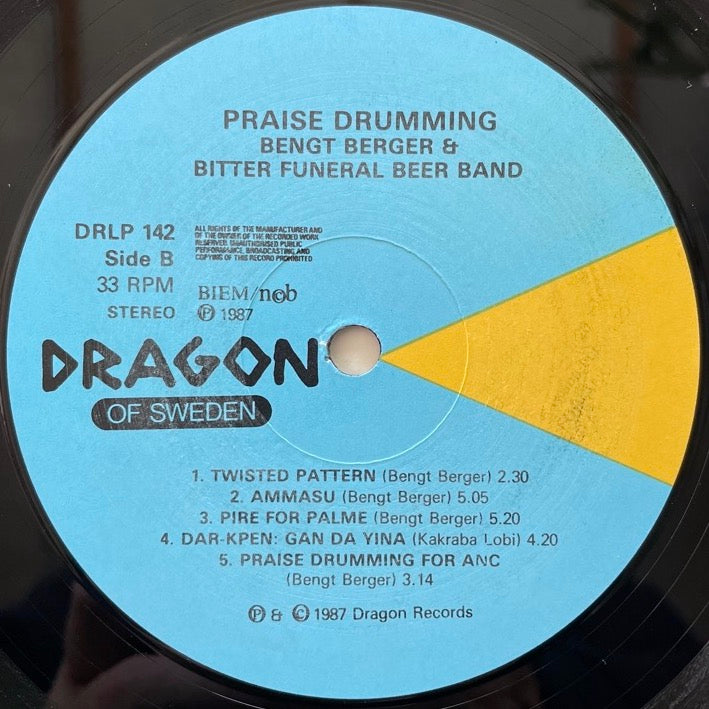 PRAISE DRUMMING
BENGT BERGER &
BITTER FUNERAL BEER BAND
DRLP 142
Side B
33 RPM
STEREO
ALL RIGHTS OF THE MANUFACTURER AND
OF THE OWNER OF THE RECORDED WORK
RESERVED. UNAUTHORISED PUBLIC
PERFORMANCE, BROADCASTING AND
COPYING OF THIS RECORD PROHIBITED
BIEM/n©b
℗ 1987
DRAGON
OF SWEDEN
1. TWISTED PATTERN (Bengt Berger) 2.30
2. AMMASU (Bengt Berger) 5.05
3. PIRE FOR PALME (Bengt Berger) 5.20
4. DAR-KPEN: GAN DA YINA (Kakraba Lobi) 4.20
5. PRAISE DRUMMING FOR ANC
(Bengt Berger) 3.14
℗ & © 1987 Dragon Records